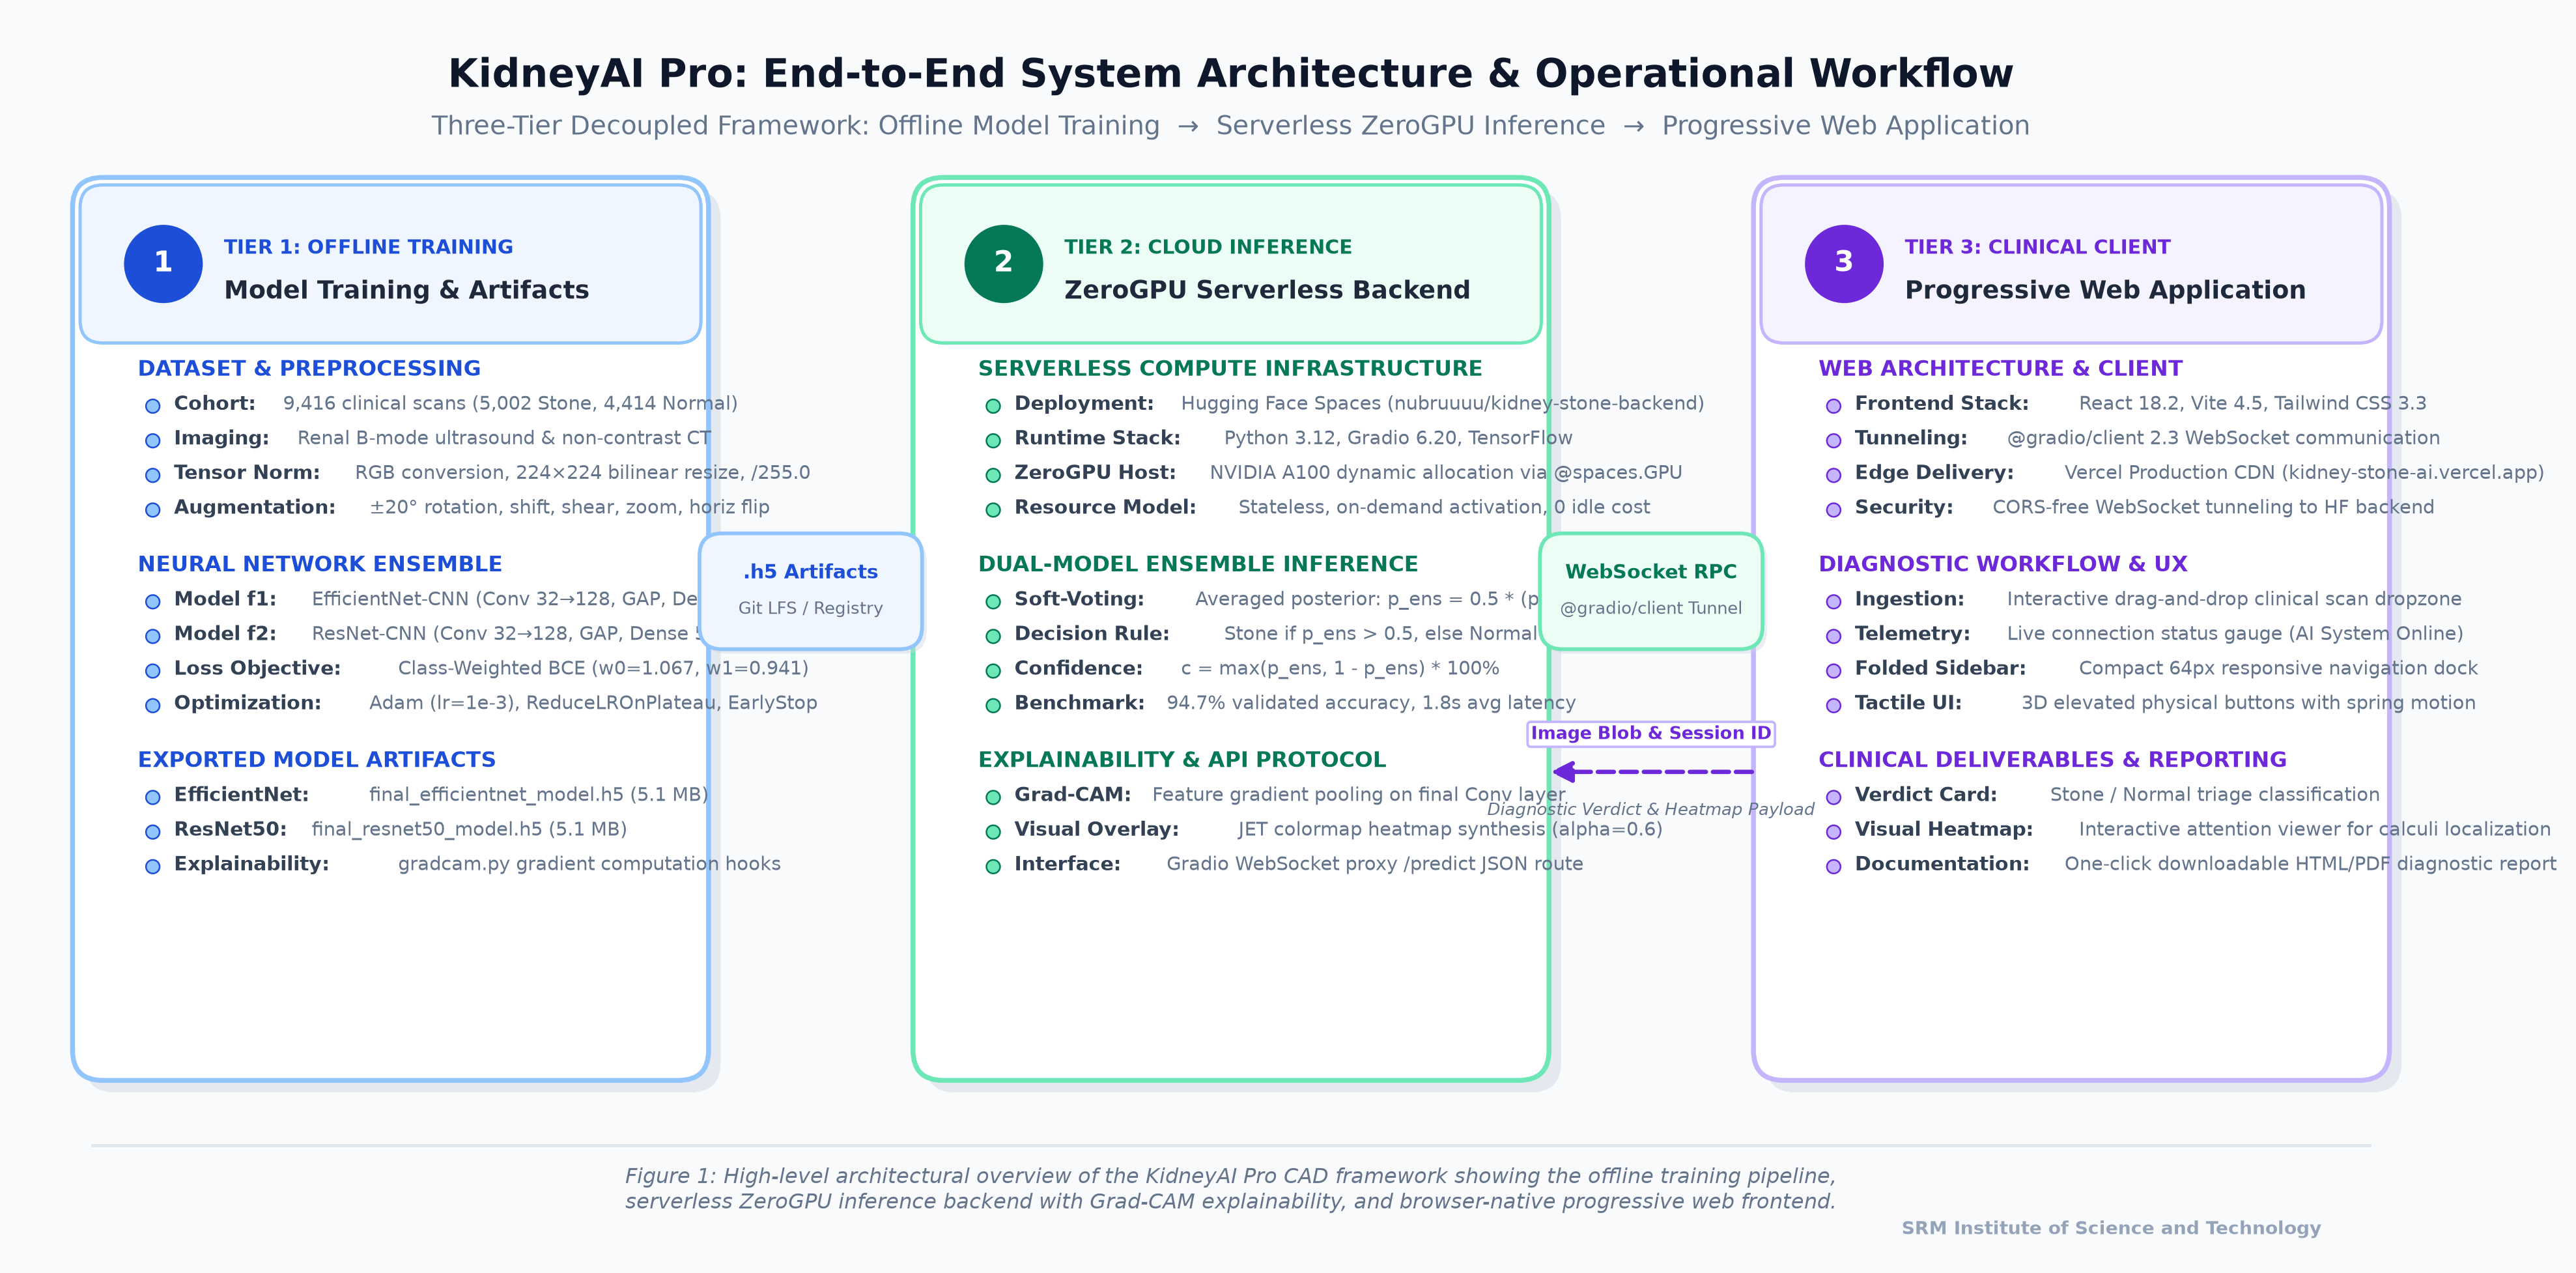 KidneyAI Pro: End-to-End System Architecture & Operational Workflow
Three-Tier Decoupled Framework: Offline Model Training → Serverless ZeroGPU Inference → Progressive Web Application
1
TIER 1: OFFLINE TRAINING
Model Training & Artifacts
DATASET & PREPROCESSING
Cohort: 9,416 clinical scans (5,002 Stone, 4,414 Normal)
Imaging: Renal B-mode ultrasound & non-contrast CT
Tensor Norm: RGB conversion, 224×224 bilinear resize, /255.0
Augmentation: ±20° rotation, shift, shear, zoom, horiz flip
NEURAL NETWORK ENSEMBLE
Model f1: EfficientNet-CNN (Conv 32→128, GAP, De
Model f2: ResNet-CNN (Conv 32→128, GAP, Dense
Loss Objective: Class-Weighted BCE (w0=1.067, w1=0.941)
Optimization: Adam (lr=1e-3), ReduceLROnPlateau, EarlyStop
EXPORTED MODEL ARTIFACTS
EfficientNet: final_efficientnet_model.h5 (5.1 MB)
ResNet50: final_resnet50_model.h5 (5.1 MB)
Explainability: gradcam.py gradient computation hooks
.h5 Artifacts
Git LFS / Registry
2
TIER 2: CLOUD INFERENCE
ZeroGPU Serverless Backend
SERVERLESS COMPUTE INFRASTRUCTURE
Deployment: Hugging Face Spaces (nubruuuu/kidney-stone-backend)
Runtime Stack: Python 3.12, Gradio 6.20, TensorFlow
ZeroGPU Host: NVIDIA A100 dynamic allocation via @spaces.GPU
Resource Model: Stateless, on-demand activation, 0 idle cost
DUAL-MODEL ENSEMBLE INFERENCE
Soft-Voting: Averaged posterior: p_ens = 0.5 * (p
Decision Rule: Stone if p_ens > 0.5, else Normal
Confidence: c = max(p_ens, 1 - p_ens) * 100%
Benchmark: 94.7% validated accuracy, 1.8s avg latency
EXPLAINABILITY & API PROTOCOL
Grad-CAM: Feature gradient pooling on final Conv layer
Visual Overlay: JET colormap heatmap synthesis (alpha=0.6)
Interface: Gradio WebSocket proxy /predict JSON route
WebSocket RPC
@gradio/client Tunnel
Image Blob & Session ID
Diagnostic Verdict & Heatmap Payload
3
TIER 3: CLINICAL CLIENT
Progressive Web Application
WEB ARCHITECTURE & CLIENT
Frontend Stack: React 18.2, Vite 4.5, Tailwind CSS 3.3
Tunneling: @gradio/client 2.3 WebSocket communication
Edge Delivery: Vercel Production CDN (kidney-stone-ai.vercel.app)
Security: CORS-free WebSocket tunneling to HF backend
DIAGNOSTIC WORKFLOW & UX
Ingestion: Interactive drag-and-drop clinical scan dropzone
Telemetry: Live connection status gauge (AI System Online)
Folded Sidebar: Compact 64px responsive navigation dock
Tactile UI: 3D elevated physical buttons with spring motion
CLINICAL DELIVERABLES & REPORTING
Verdict Card: Stone / Normal triage classification
Visual Heatmap: Interactive attention viewer for calculi localization
Documentation: One-click downloadable HTML/PDF diagnostic report
Figure 1: High-level architectural overview of the KidneyAI Pro CAD framework showing the offline training pipeline,
serverless ZeroGPU inference backend with Grad-CAM explainability, and browser-native progressive web frontend.
SRM Institute of Science and Technology